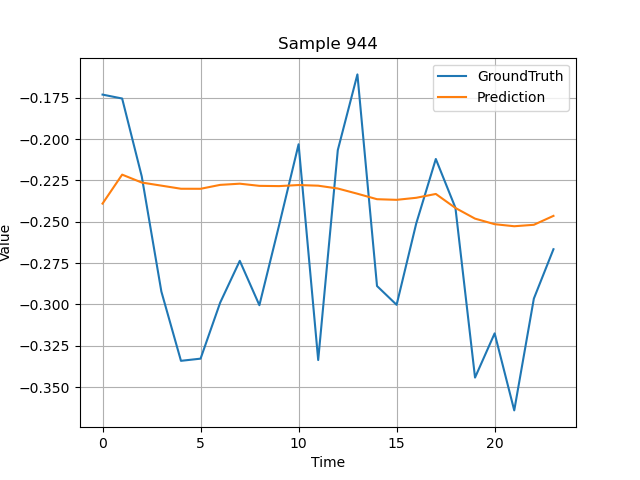 Sample 944
GroundTruth
Prediction
−0.175
−0.200
−0.225
−0.250
−0.275
−0.300
−0.325
−0.350
Value
0 5 10 15 20
Time